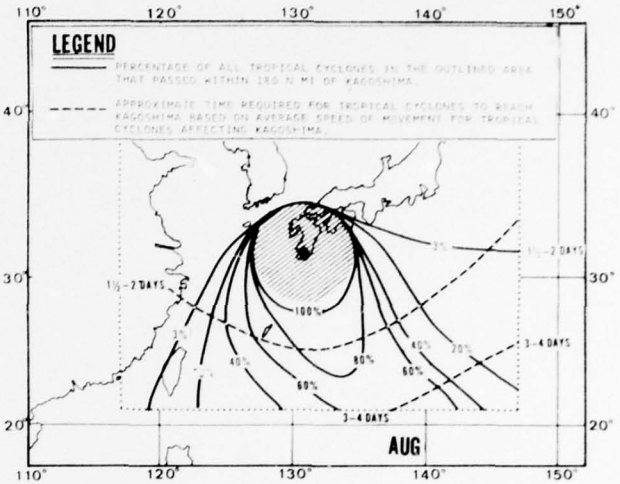 110° 120° 130° 140° 150°
LEGEND
PERCENTAGE OF ALL TROPICAL CYCLONES IN THE OUTLINED AREA
THAT PASSED WITHIN 180 N MI OF KAGOSHIMA.
APPROXIMATE TIME REQUIRED FOR TROPICAL CYCLONES TO REACH
KAGOSHIMA BASED ON AVERAGE SPEED OF MOVEMENT FOR TROPICAL
CYCLONES AFFECTING KAGOSHIMA.
40° 40°
3% 1½-2 DAYS
30° 30°
1½-2 DAYS
100%
3% 40% 60% 80% 60% 40% 20% 3-4 DAYS
3-4 DAYS
20° 20°
AUG
110° 120° 130° 140° 150°